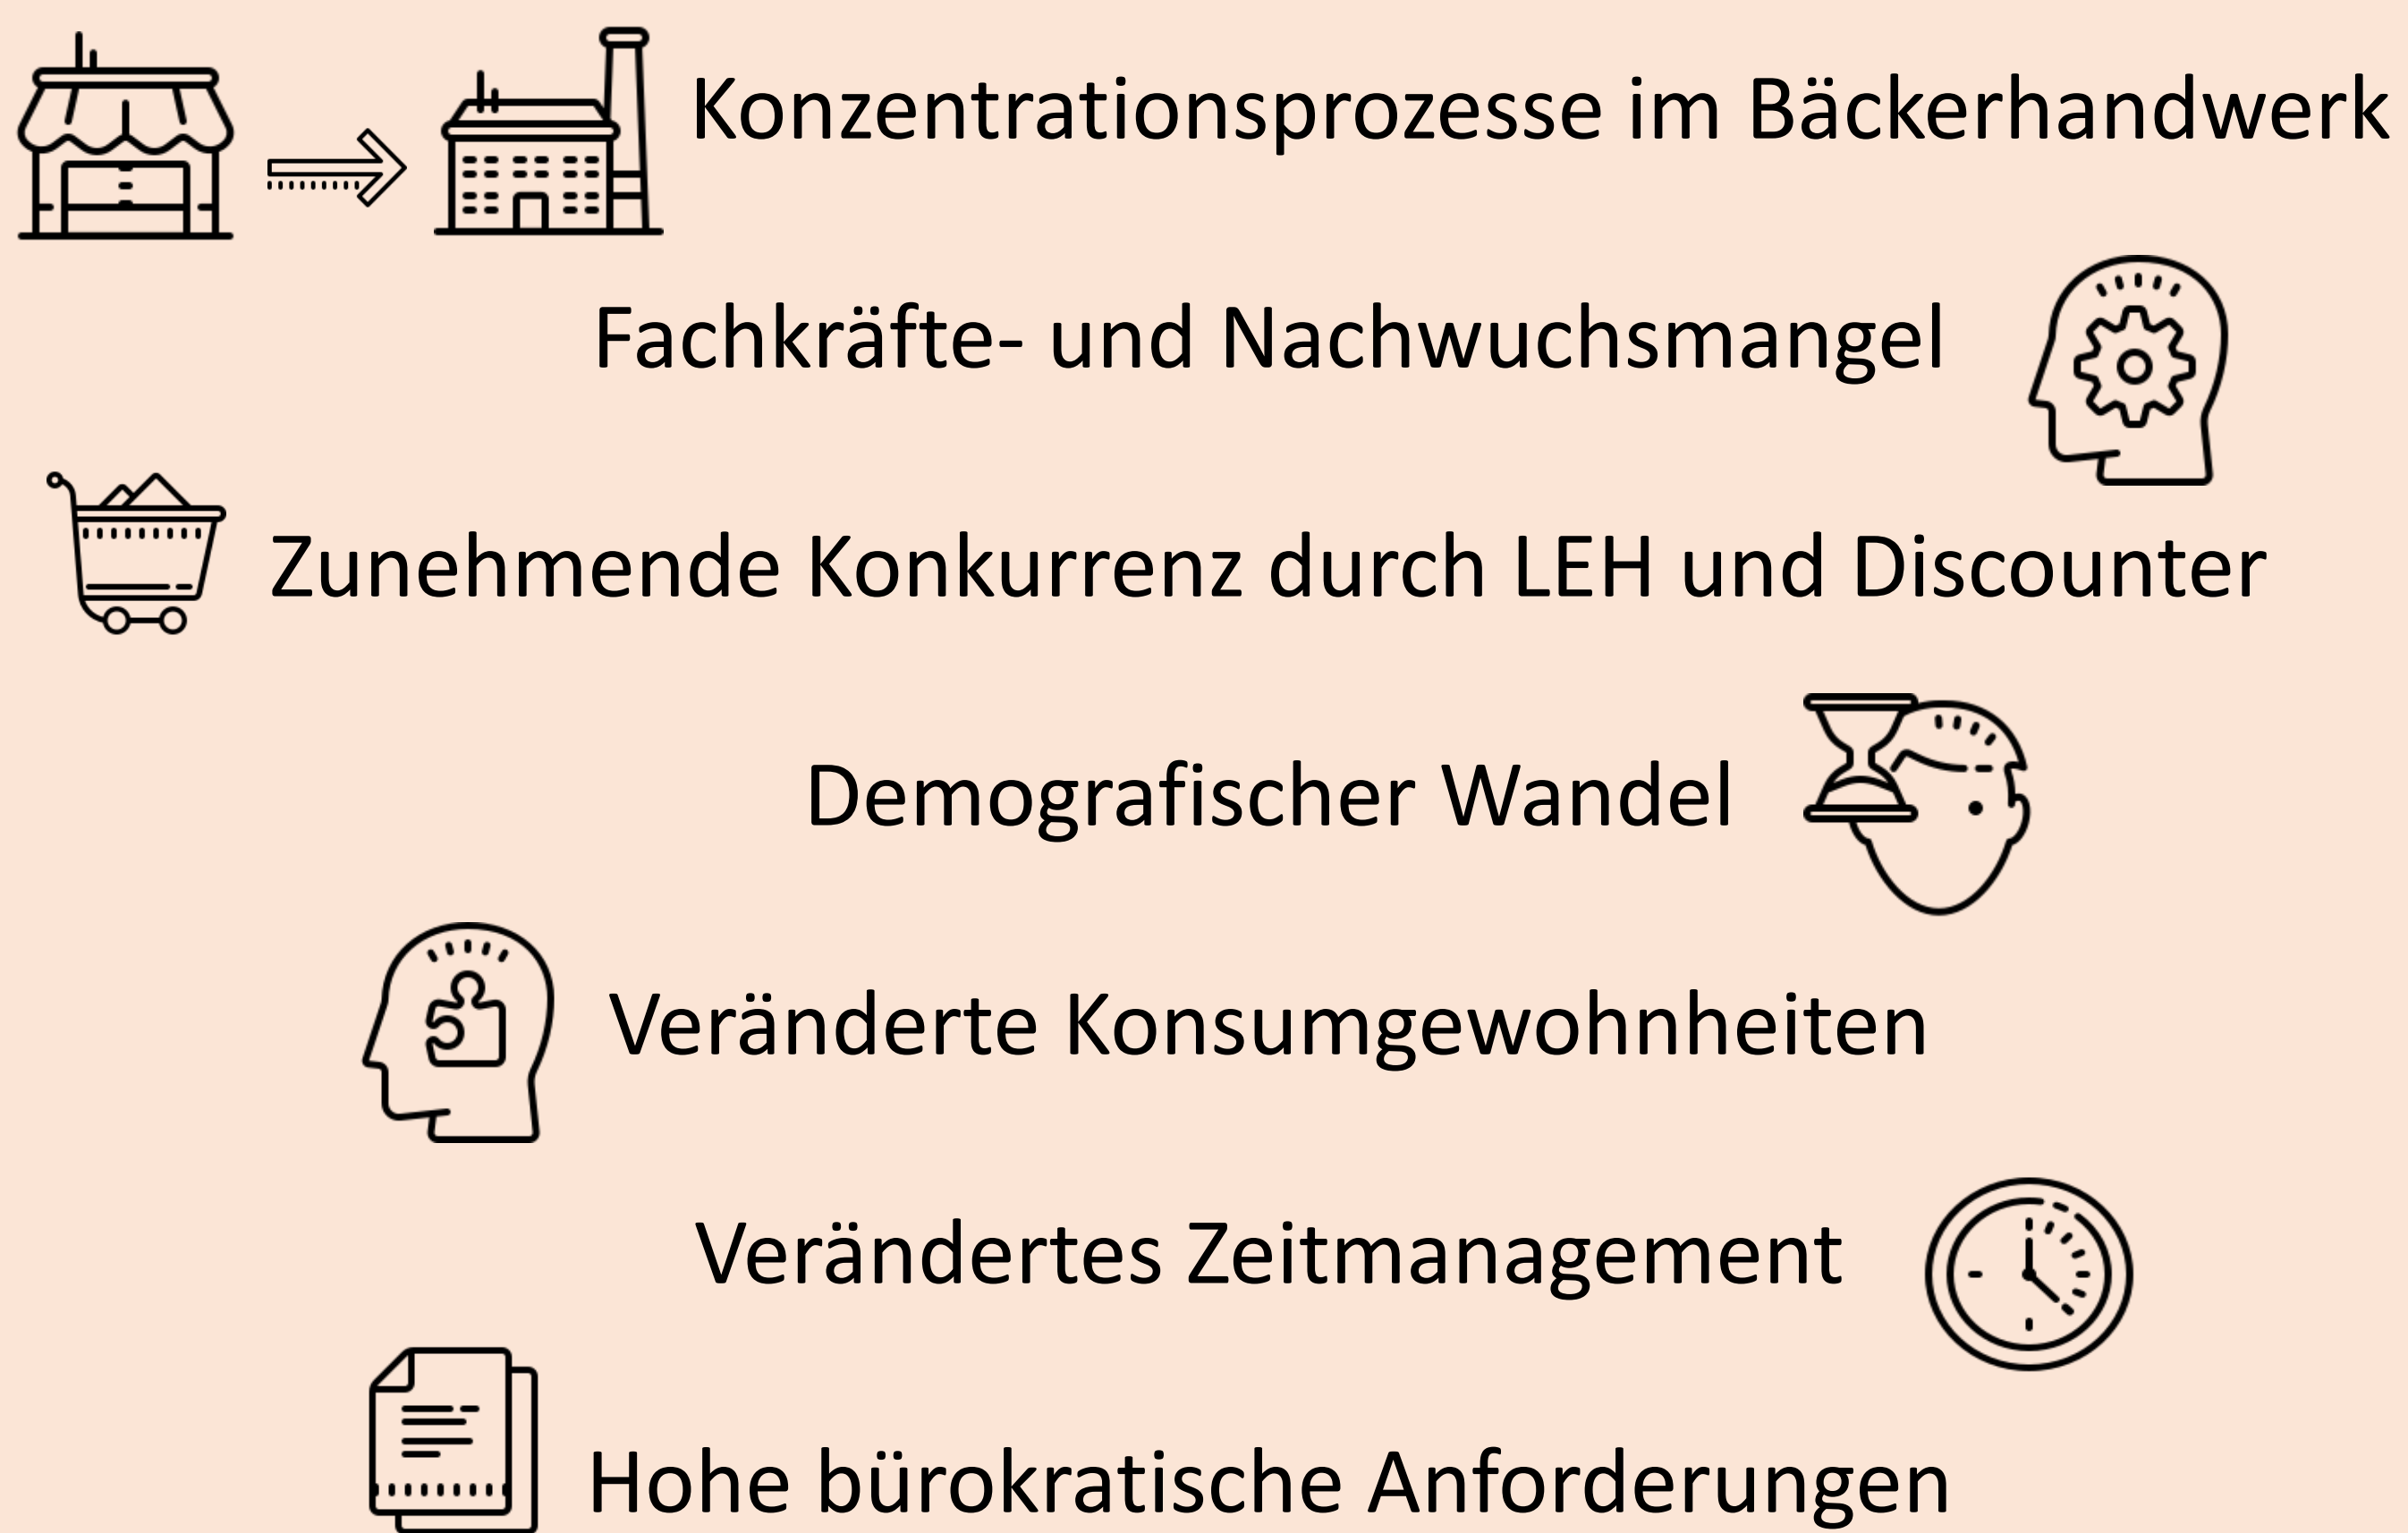 Konzentrationsprozesse im Bäckerhandwerk
Fachkräfte- und Nachwuchsmangel
Zunehmende Konkurrenz durch LEH und Discounter
Demografischer Wandel
Veränderte Konsumgewohnheiten
Verändertes Zeitmanagement
Hohe bürokratische Anforderungen